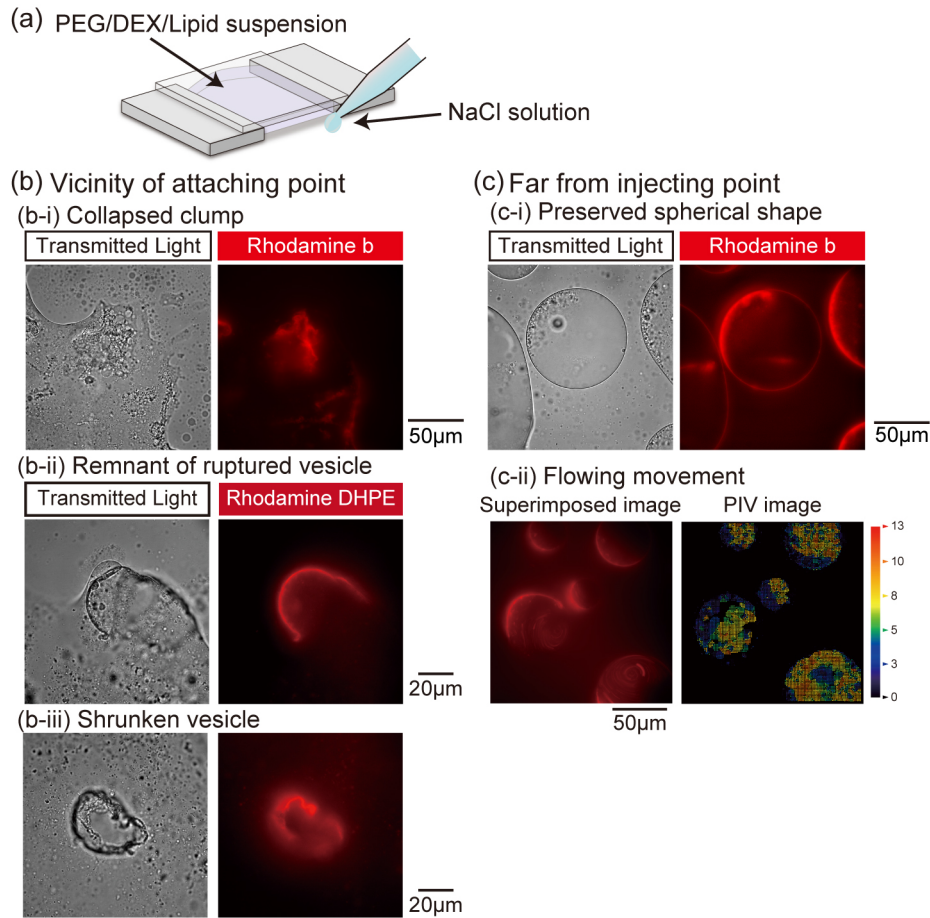 (a)
PEG/DEX/Lipid suspension
NaCl solution
(b) Vicinity of attaching point
(b-i) Collapsed clump
Transmitted Light
Rhodamine b
50µm
(b-ii) Remnant of ruptured vesicle
Transmitted Light
Rhodamine DHPE
20µm
(b-iii) Shrunken vesicle
20µm
(c) Far from injecting point
(c-i) Preserved spherical shape
Transmitted Light
Rhodamine b
50µm
(c-ii) Flowing movement
Superimposed image
PIV image
13
10
8
5
3
0
50µm